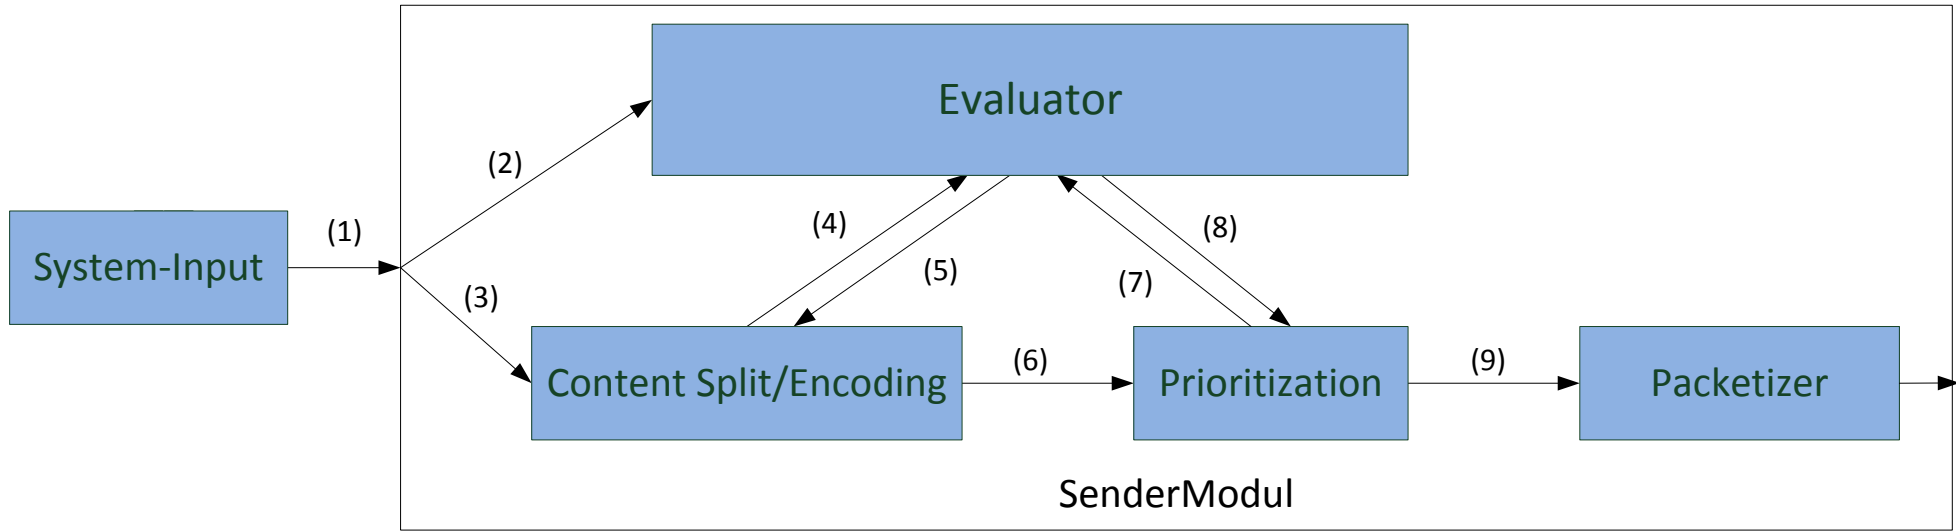 Evaluator
(2)
(1)
System-Input
(3)
(4)
(5)
(8)
(7)
Content Split/Encoding
(6)
Prioritization
(9)
Packetizer
SenderModul